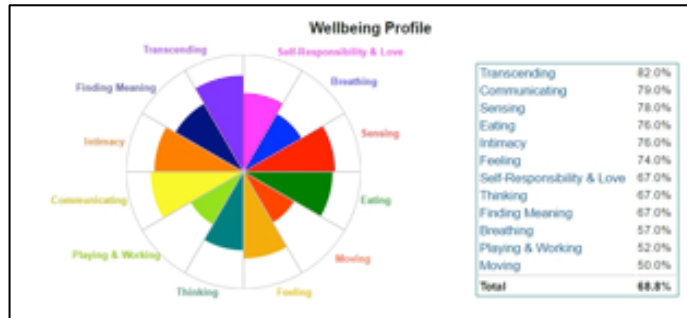 Wellbeing Profile
Transcending
Self-Responsibility & Love
Finding Meaning
Breathing
Intimacy
Sensing
Communicating
Eating
Playing & Working
Moving
Thinking
Feeling
Transcending 82.0%
Communicating 79.0%
Sensing 78.0%
Eating 76.0%
Intimacy 76.0%
Feeling 74.0%
Self-Responsibility & Love 67.0%
Thinking 67.0%
Finding Meaning 67.0%
Breathing 57.0%
Playing & Working 52.0%
Moving 50.0%
Total 68.8%